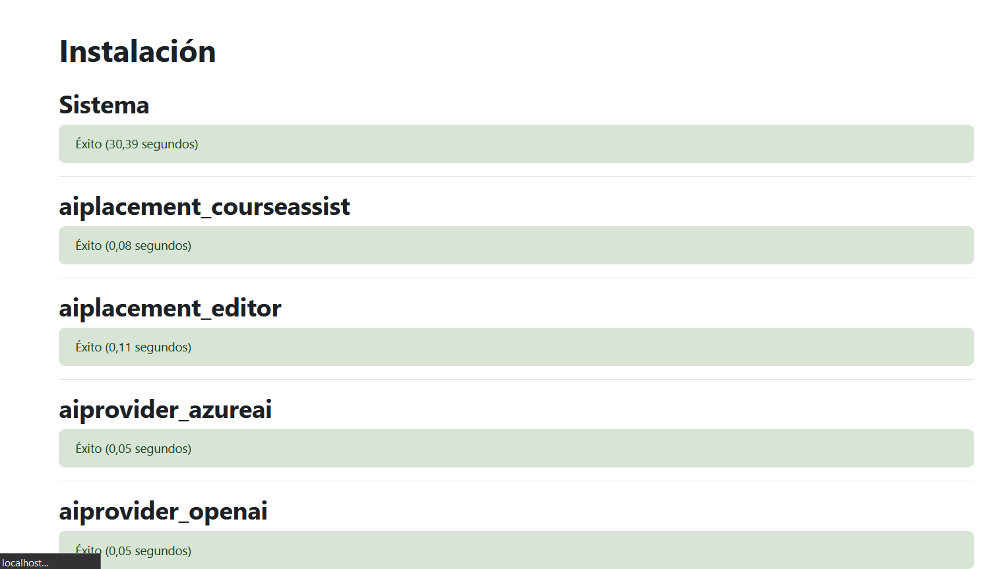 Instalación
Sistema
Éxito (30,39 segundos)
aiplacement_courseassist
Éxito (0,08 segundos)
aiplacement_editor
Éxito (0,11 segundos)
aiprovider_azureai
Éxito (0,05 segundos)
aiprovider_openai
Éxito (0,05 segundos)
localhost...